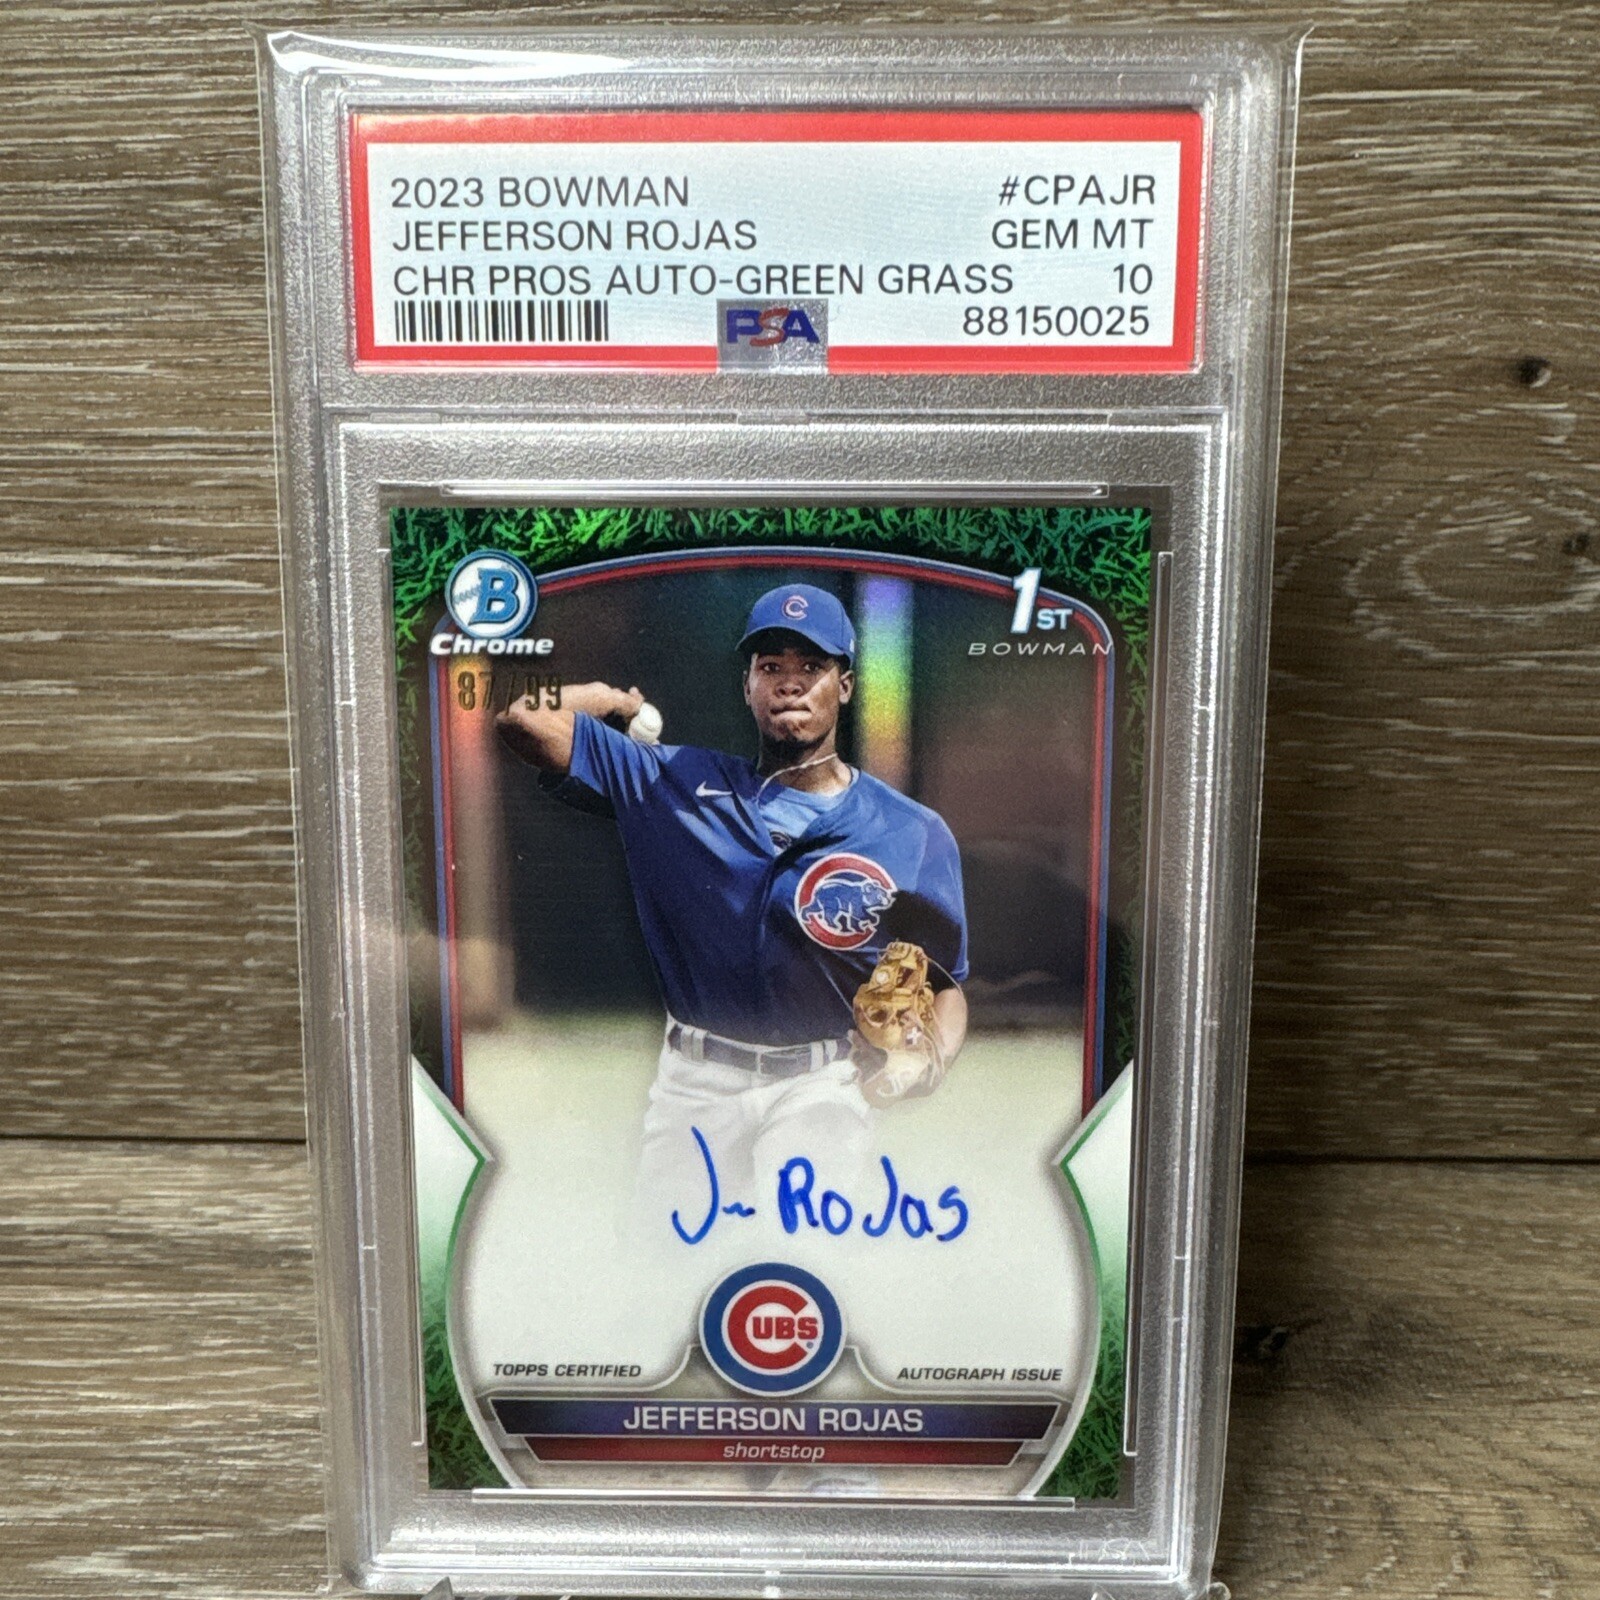 2023 BOWMAN #CPAJR
JEFFERSON ROJAS GEM MT
CHR PROS AUTO-GREEN GRASS 10
PSA 88150025
B
Chrome
1ST
BOWMAN
87/99
C
J Rojas
CUBS
TOPPS CERTIFIED AUTOGRAPH ISSUE
JEFFERSON ROJAS
shortstop